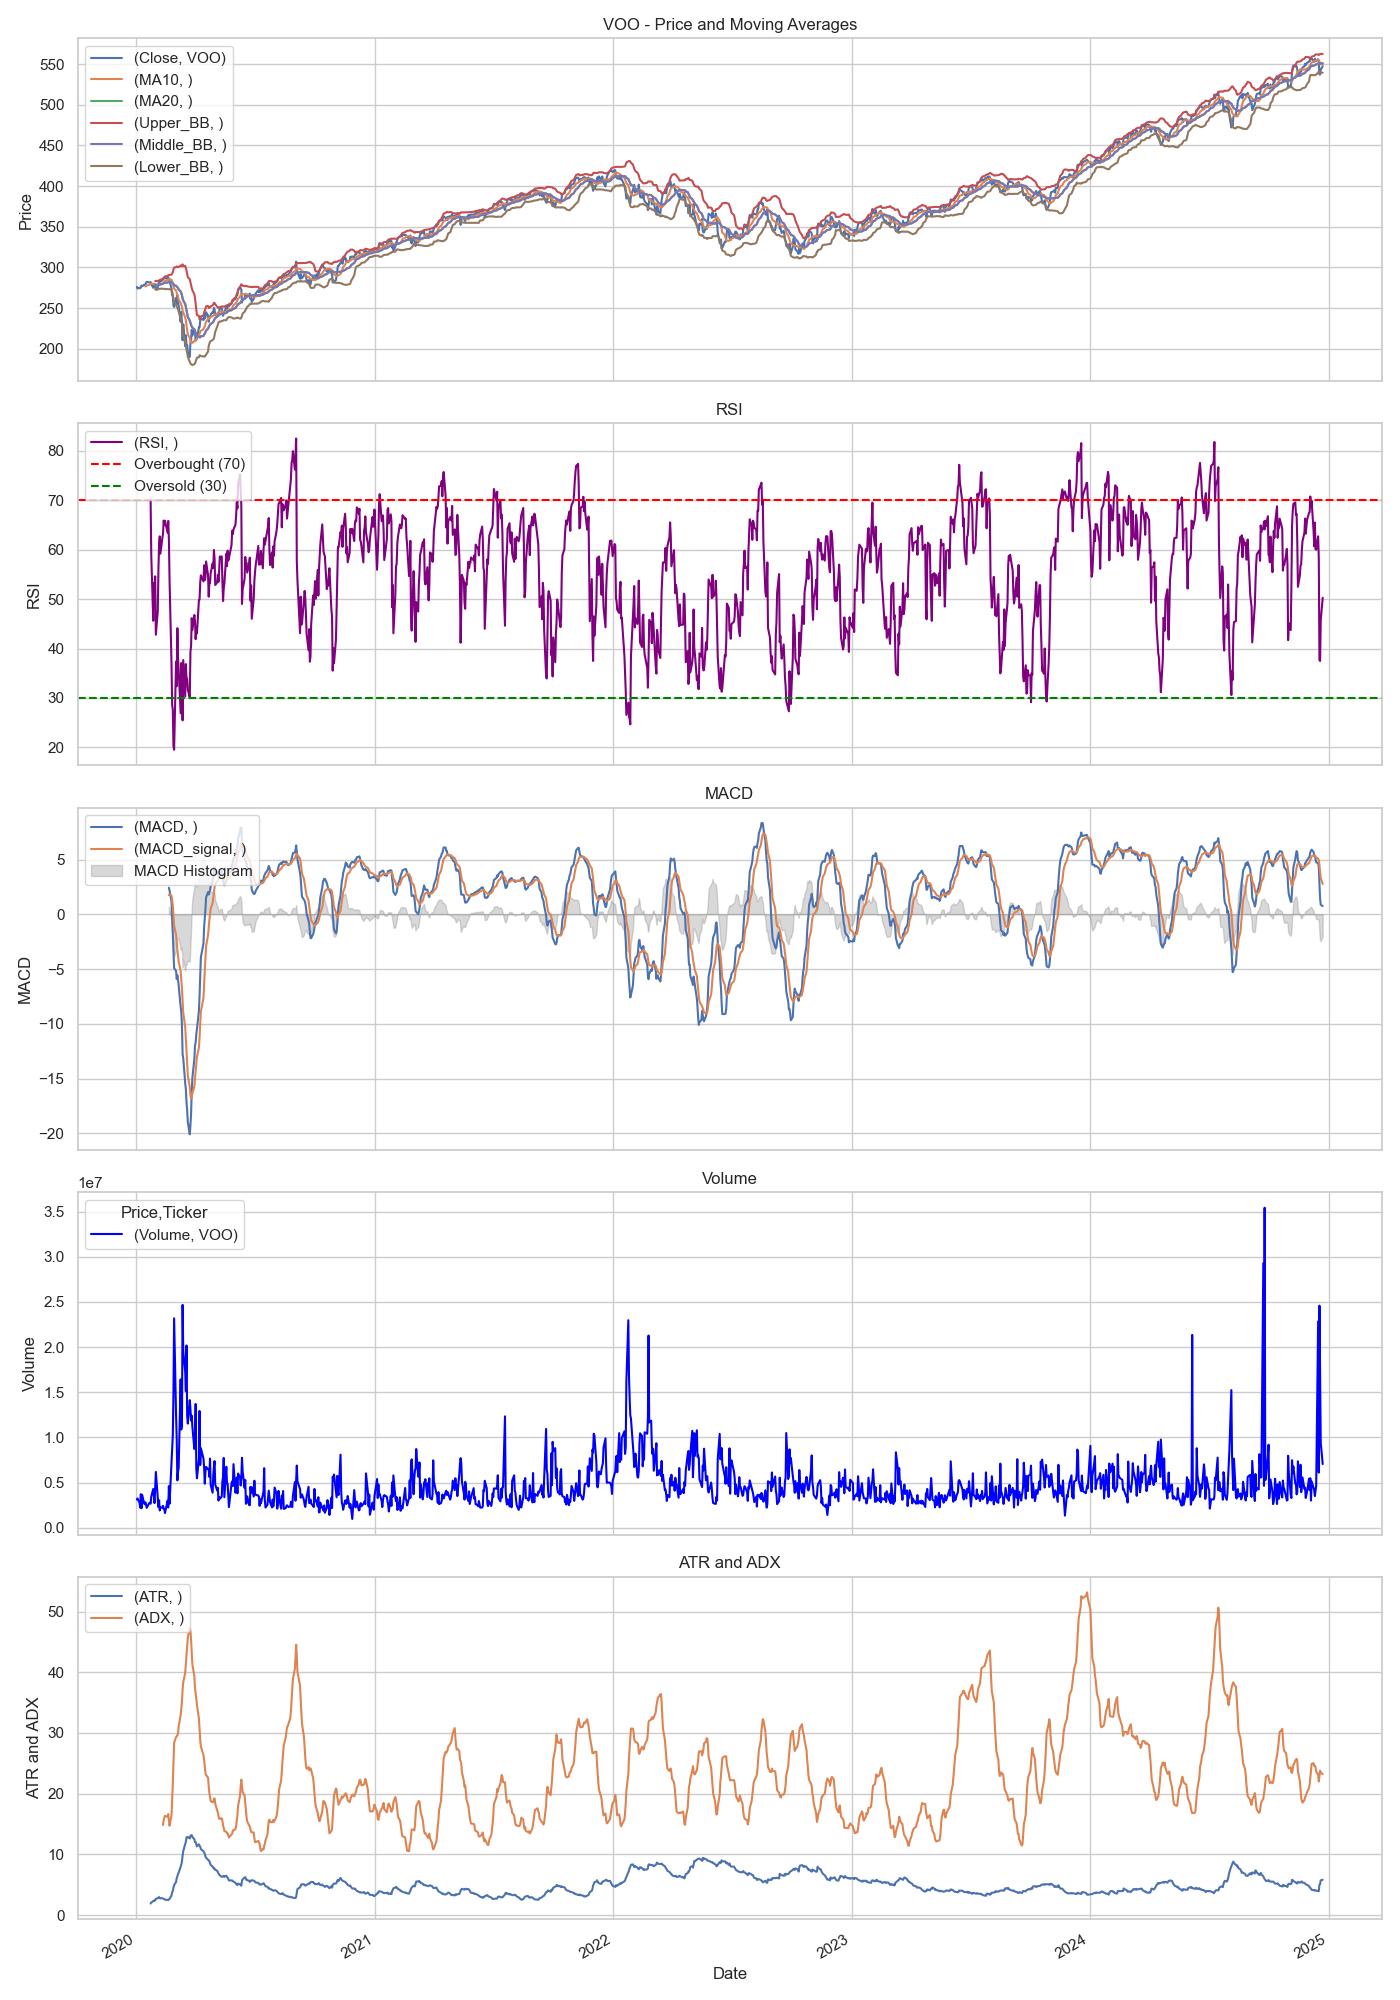 VOO - Price and Moving Averages
(Close, VOO)
(MA10, )
(MA20, )
(Upper_BB, )
(Middle_BB, )
(Lower_BB, )
Price
550
500
450
400
350
300
250
200
RSI
(RSI, )
Overbought (70)
Oversold (30)
RSI
80
70
60
50
40
30
20
MACD
(MACD, )
(MACD_signal, )
MACD Histogram
MACD
5
0
−5
−10
−15
−20
Volume
1e7
Price,Ticker
(Volume, VOO)
Volume
3.5
3.0
2.5
2.0
1.5
1.0
0.5
0.0
ATR and ADX
(ATR, )
(ADX, )
ATR and ADX
50
40
30
20
10
0
2020
2021
2022
2023
2024
2025
Date